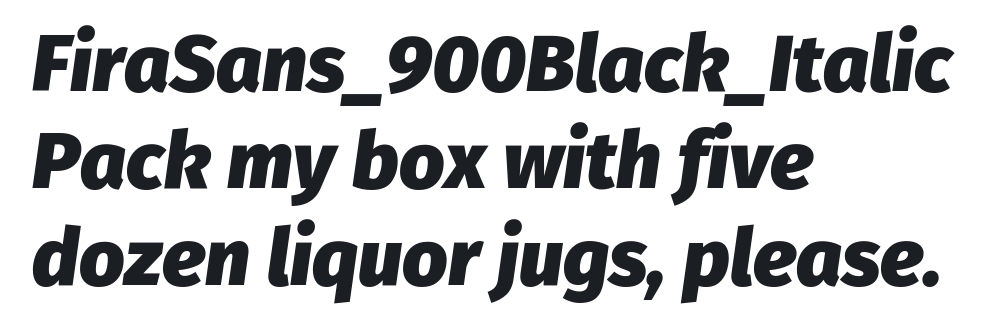 FiraSans_900Black_Italic
Pack my box with five
dozen liquor jugs, please.